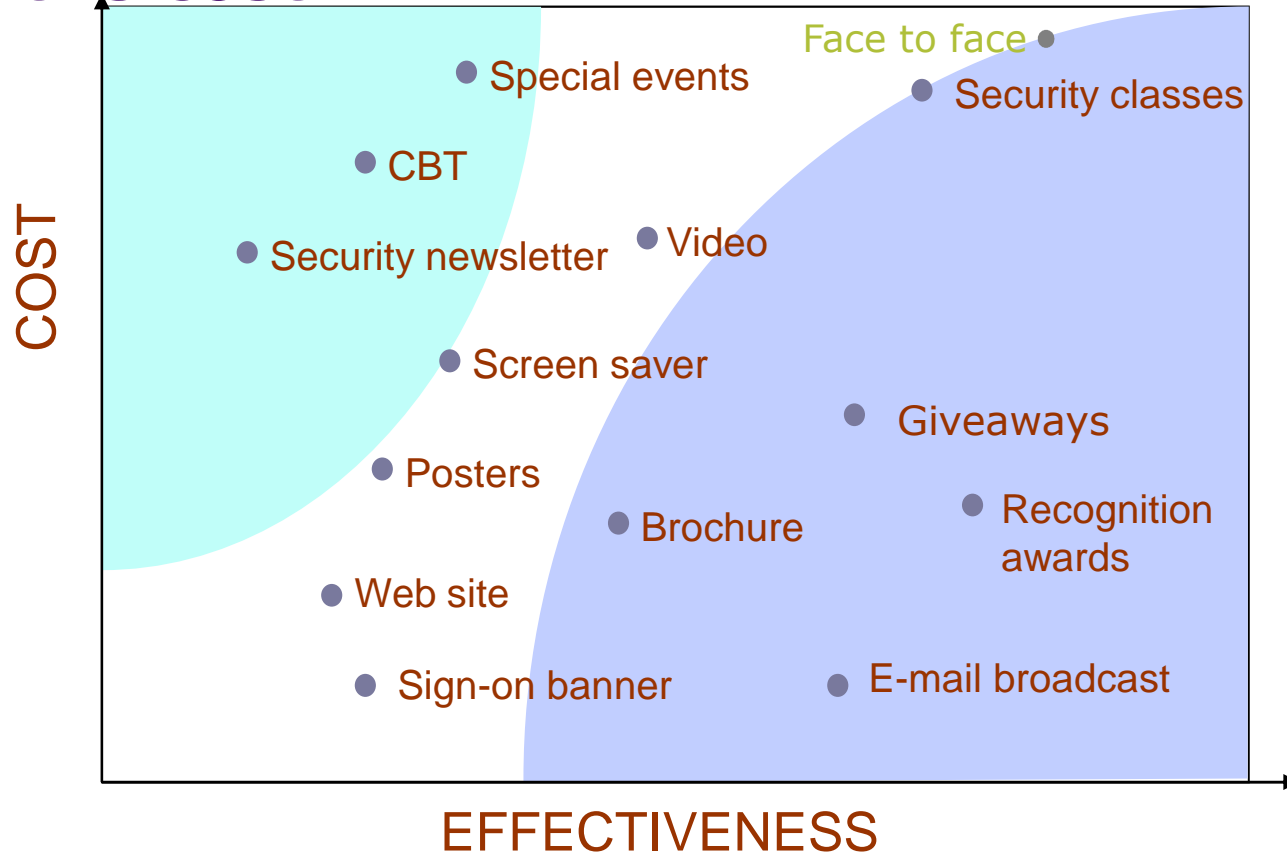 Face to face
Special events
Security classes
CBT
Security newsletter
Video
COST
Screen saver
Giveaways
Posters
Recognition
awards
Brochure
Web site
Sign-on banner
E-mail broadcast
EFFECTIVENESS